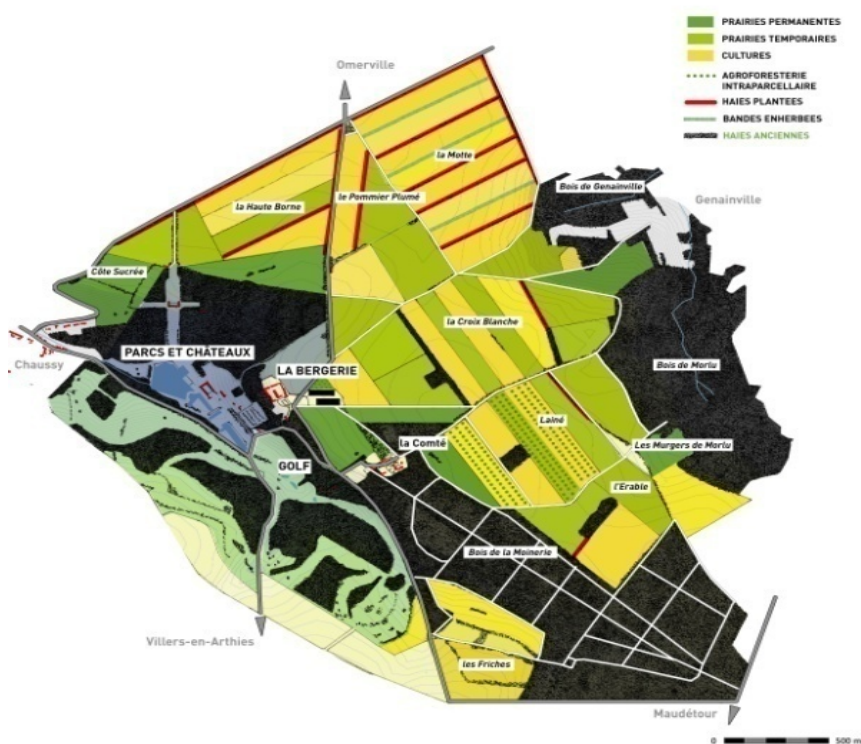 PRAIRIES PERMANENTES
PRAIRIES TEMPORAIRES
CULTURES
AGROFORESTERIE
INTRAPARCELLAIRE
HAIES PLANTÉES
BANDES ENHERBÉES
HAIES ANCIENNES
Omerville
la Motte
Bois de Genainville
Genainville
le Pommier Plumé
la Haute Borne
Côte Sucrée
la Croix Blanche
PARCS ET CHÂTEAUX
Chaussy
LA BERGERIE
Bois de Morlu
Lainé
la Comté
Les Murgers de Morlu
GOLF
l'Erable
Bois de la Moinerie
Villers-en-Arthies
les Friches
Maudétour
0 500 m